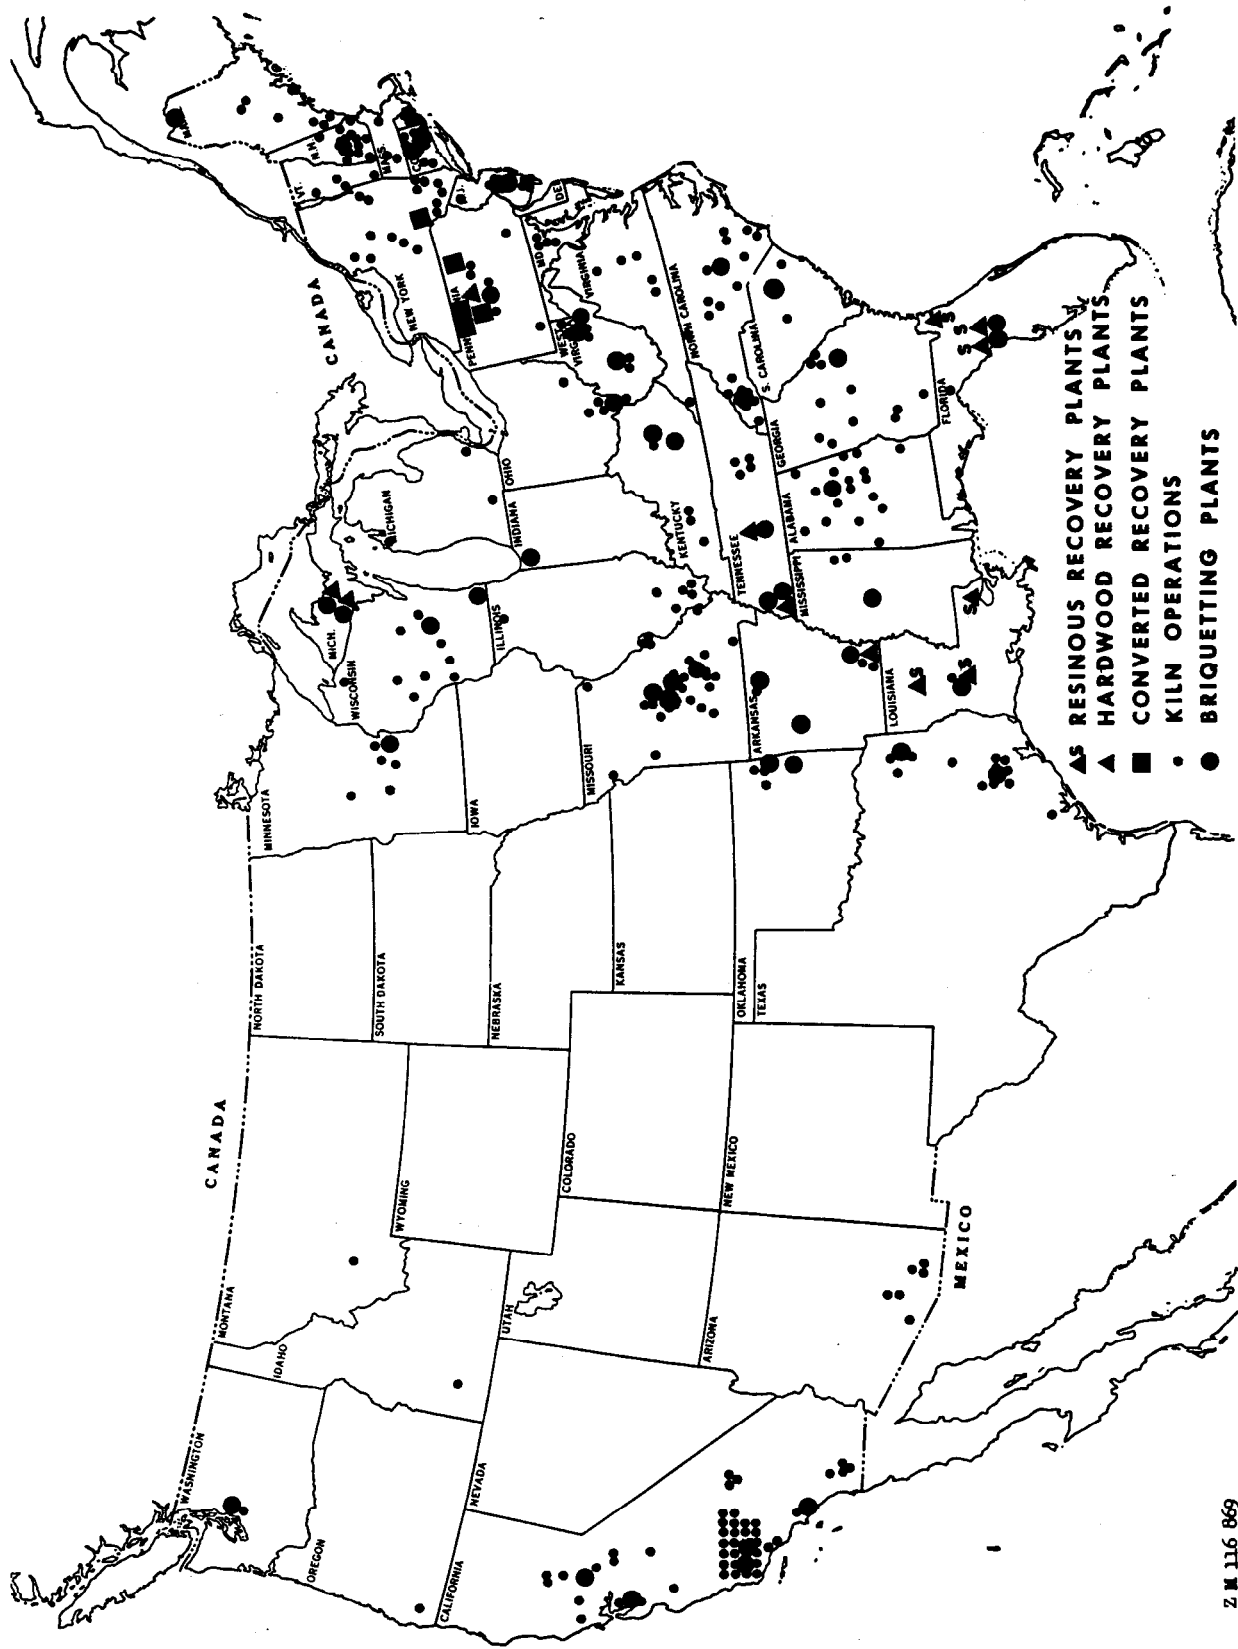 CANADA
CANADA
MEXICO
WASHINGTON
OREGON
CALIFORNIA
NEVADA
IDAHO
MONTANA
WYOMING
UTAH
ARIZONA
COLORADO
NEW MEXICO
NORTH DAKOTA
SOUTH DAKOTA
NEBRASKA
KANSAS
OKLAHOMA
TEXAS
MINNESOTA
IOWA
MISSOURI
ARKANSAS
LOUISIANA
WISCONSIN
MICH.
ILLINOIS
MICHIGAN
INDIANA
OHIO
KENTUCKY
TENNESSEE
MISSISSIPPI
ALABAMA
GEORGIA
FLORIDA
S. CAROLINA
NORTH CAROLINA
VIRGINIA
WEST
VIRGINIA
MD.
NEW YORK
VT.
N.H.
MASS.
S
S
S
S
S
S
S RESINOUS RECOVERY PLANTS
HARDWOOD RECOVERY PLANTS
CONVERTED RECOVERY PLANTS
KILN OPERATIONS
BRIQUETTING PLANTS
Z M 116 869